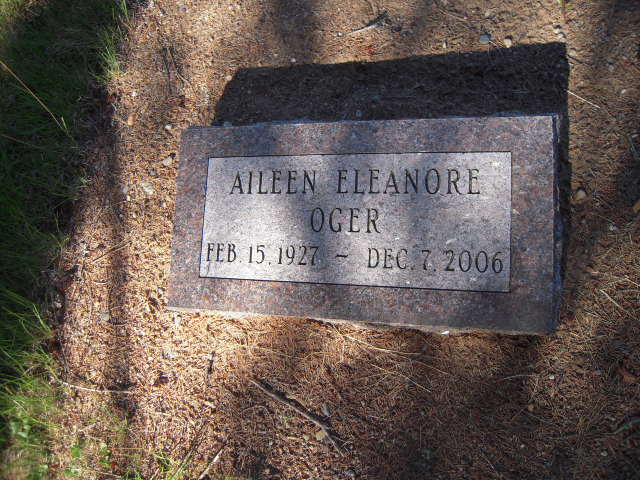 AILEEN ELEANORE
OGER
FEB. 15, 1927 ~ DEC. 7, 2006